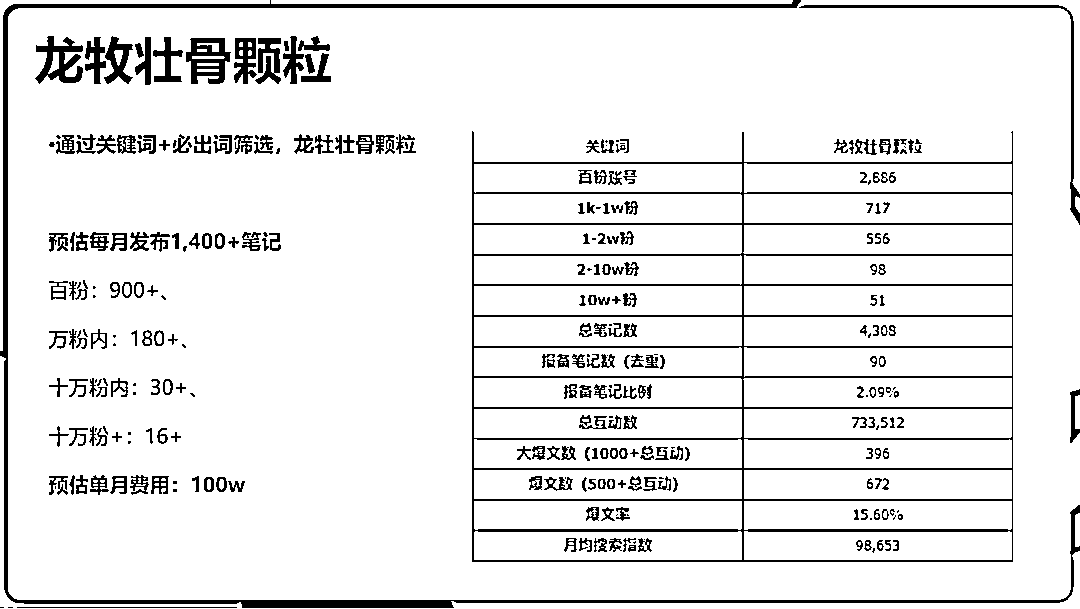 龙牧壮骨颗粒
•通过关键词+必出词筛选，龙牡壮骨颗粒
预估每月发布1,400+笔记
百粉：900+、
万粉内：180+、
十万粉内：30+、
十万粉+：16+
预估单月费用：100w
关键词 龙牧壮骨颗粒
百粉账号 2,886
1k-1w粉 717
1-2w粉 556
2-10w粉 98
10w+粉 51
总笔记数 4,308
报备笔记数（去重） 90
报备笔记比例 2.09%
总互动数 733,512
大爆文数（1000+总互动） 396
爆文数（500+总互动） 672
爆文率 15.60%
月均搜索指数 98,653